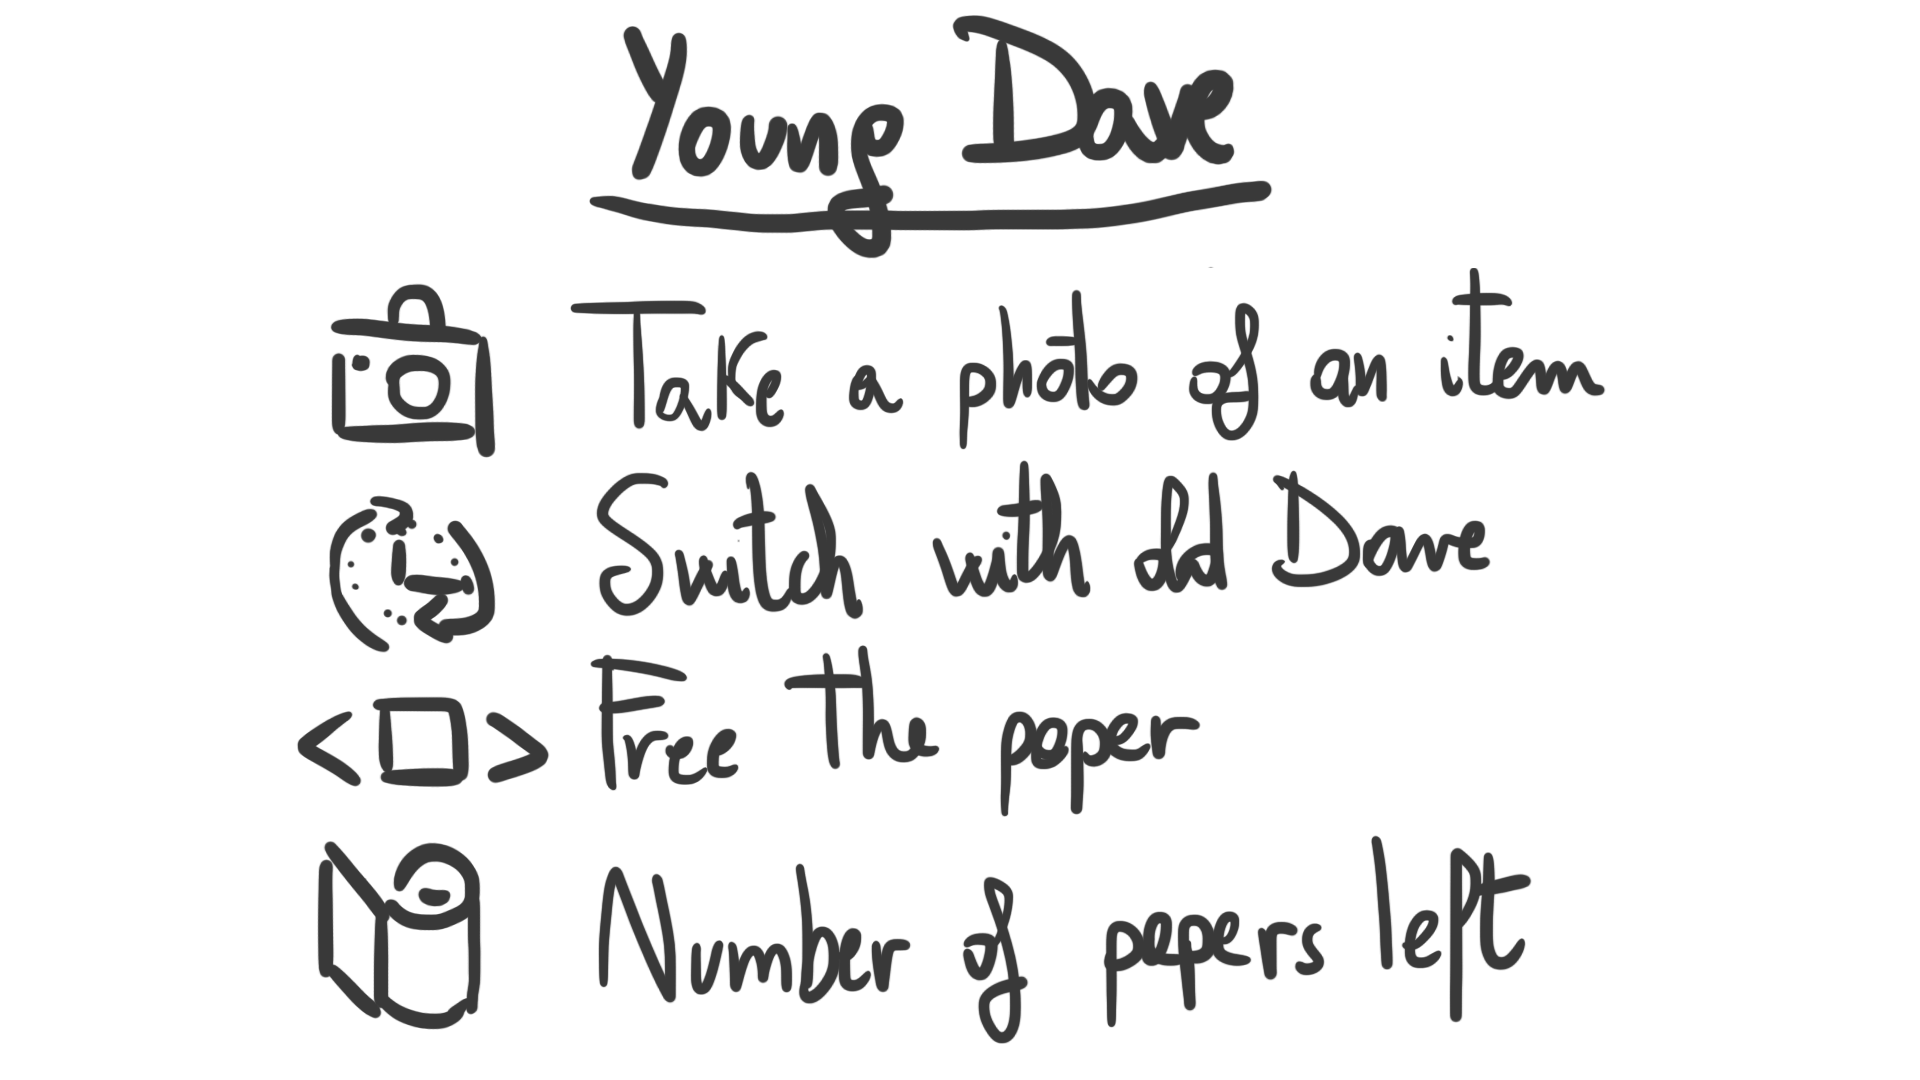 Young Dave
Take a photo of an item
Switch with old Dave
Free the paper
Number of papers left